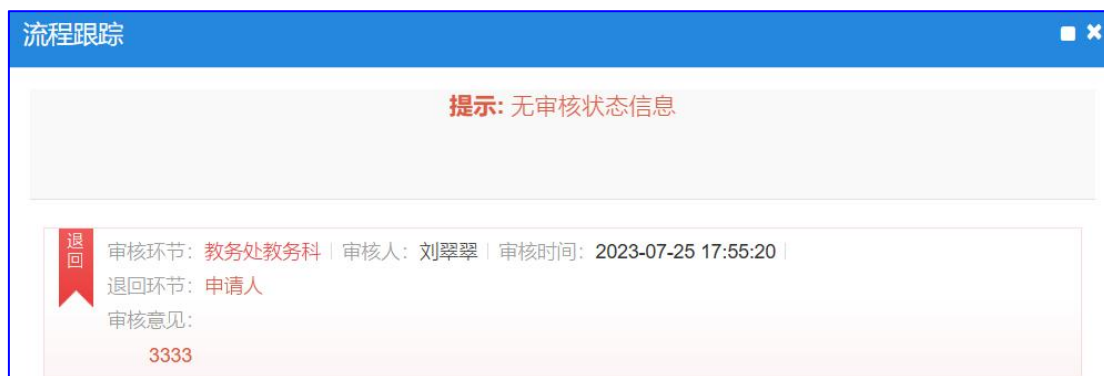 流程跟踪
提示: 无审核状态信息
退回
审核环节：教务处教务科 审核人：刘翠翠 审核时间：2023-07-25 17:55:20
退回环节：申请人
审核意见：
3333